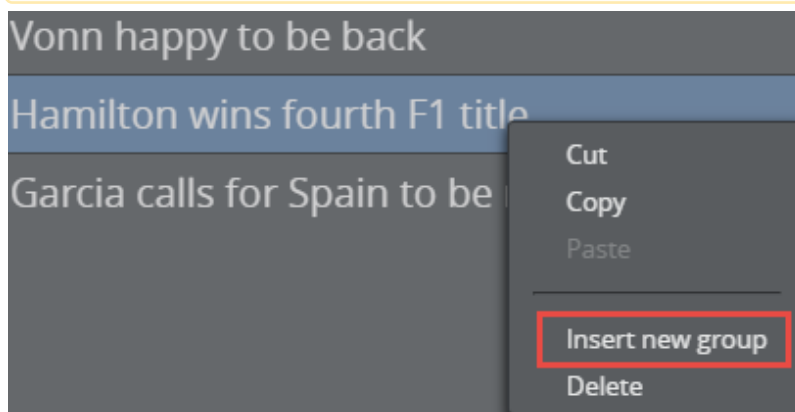 Vonn happy to be back
Hamilton wins fourth F1 title
Garcia calls for Spain to be
Cut
Copy
Paste
Insert new group
Delete